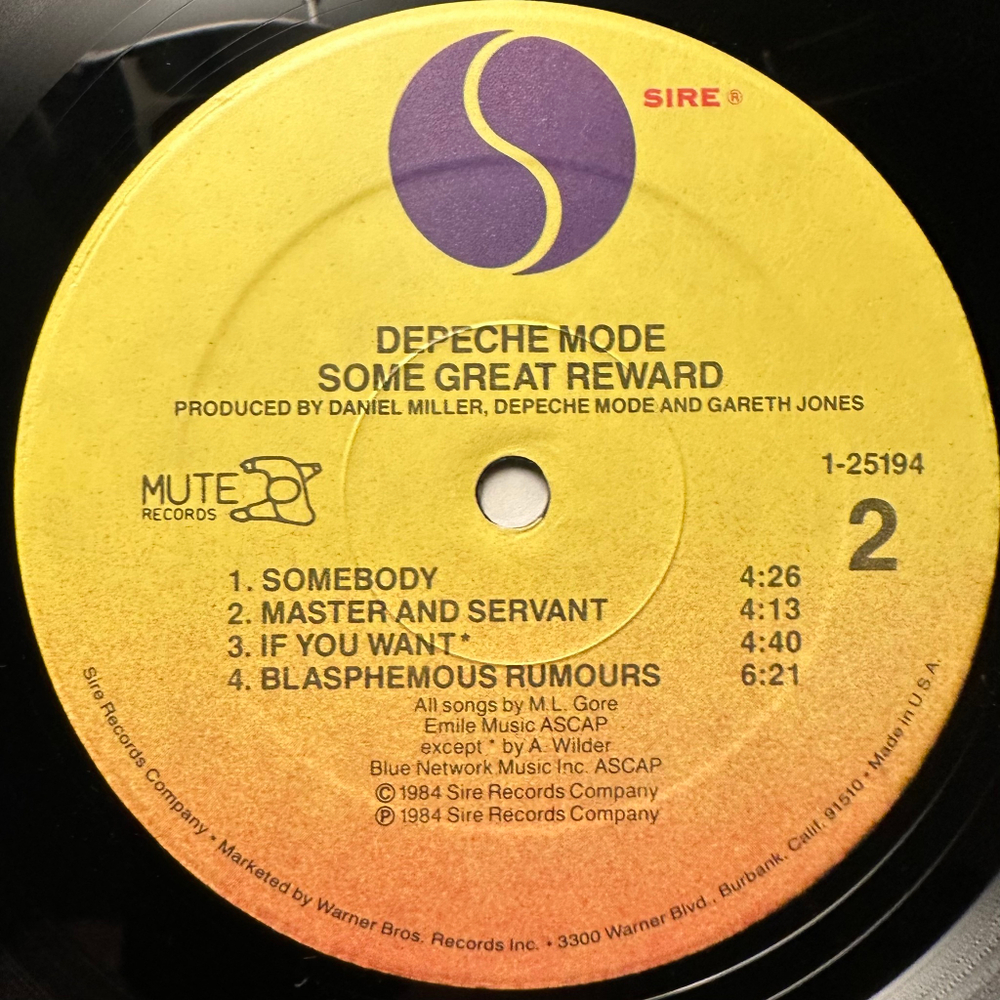 SIRE ®
DEPECHE MODE
SOME GREAT REWARD
PRODUCED BY DANIEL MILLER, DEPECHE MODE AND GARETH JONES
MUTE
RECORDS
1-25194
2
1. SOMEBODY 4:26
2. MASTER AND SERVANT 4:13
3. IF YOU WANT* 4:40
4. BLASPHEMOUS RUMOURS 6:21
All songs by M.L. Gore
Emile Music ASCAP
except * by A. Wilder
Blue Network Music Inc. ASCAP
© 1984 Sire Records Company
℗ 1984 Sire Records Company
Sire Records Company • Marketed by Warner Bros. Records Inc. • 3300 Warner Blvd., Burbank, Calif. 91510 • Made in U.S.A.